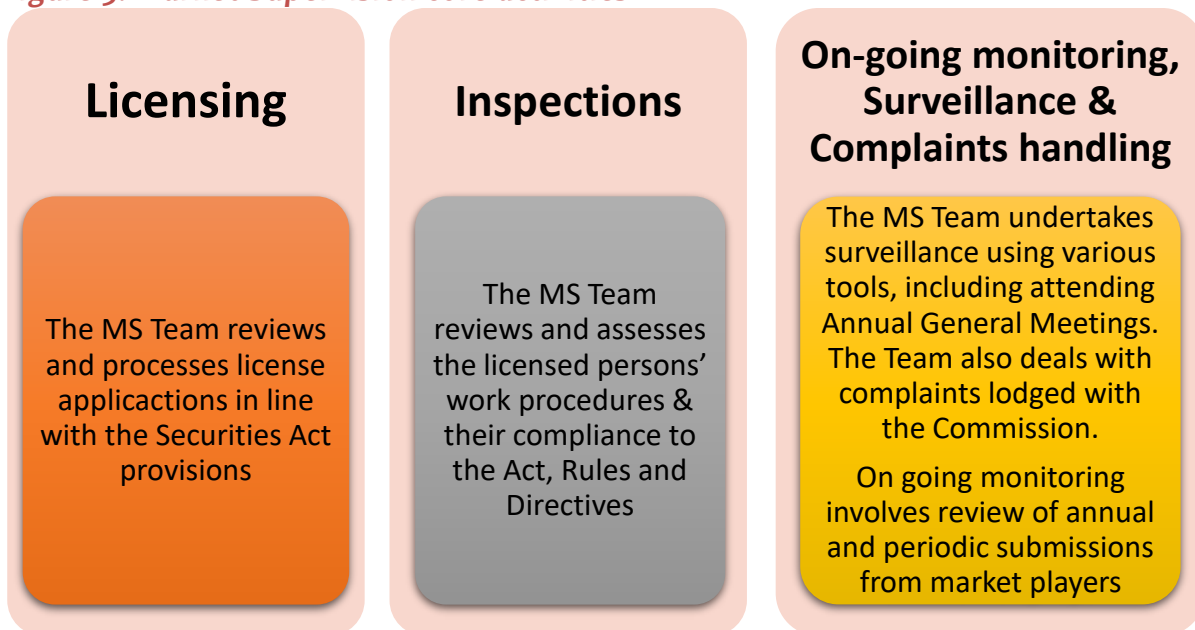 Licensing
The MS Team reviews
and processes license
applicactions in line
with the Securities Act
provisions
Inspections
The MS Team
reviews and assesses
the licensed persons’
work procedures &
their compliance to
the Act, Rules and
Directives
On-going monitoring,
Surveillance &
Complaints handling
The MS Team undertakes
surveillance using various
tools, including attending
Annual General Meetings.
The Team also deals with
complaints lodged with
the Commission.
On going monitoring
involves review of annual
and periodic submissions
from market players